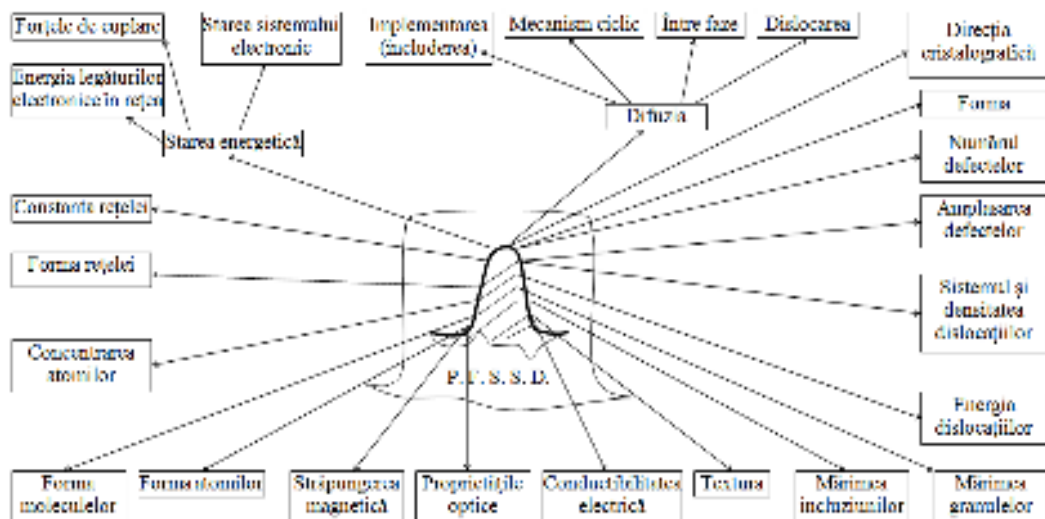 Forțele de cuplare
Starea sistemului
electronic
Implementarea
(includerea)
Mecanism ciclic
Între faze
Dislocarea
Direcția
cristalografică
Energia legăturilor
electronice în rețea
Starea energetică
Difuzia
Forma
Numărul
defectelor
Constanta rețelei
Amplasarea
defectelor
Forma rețelei
Sistemul și
densitatea
dislocațiilor
Concentrarea
atomilor
P. F. S. S. D.
Energia
dislocațiilor
Forma
moleculelor
Forma atomilor
Străpungerea
magnetică
Proprietățile
optice
Conductibilitatea
electrică
Textura
Mărimea
incluziunilor
Mărimea
granulelor